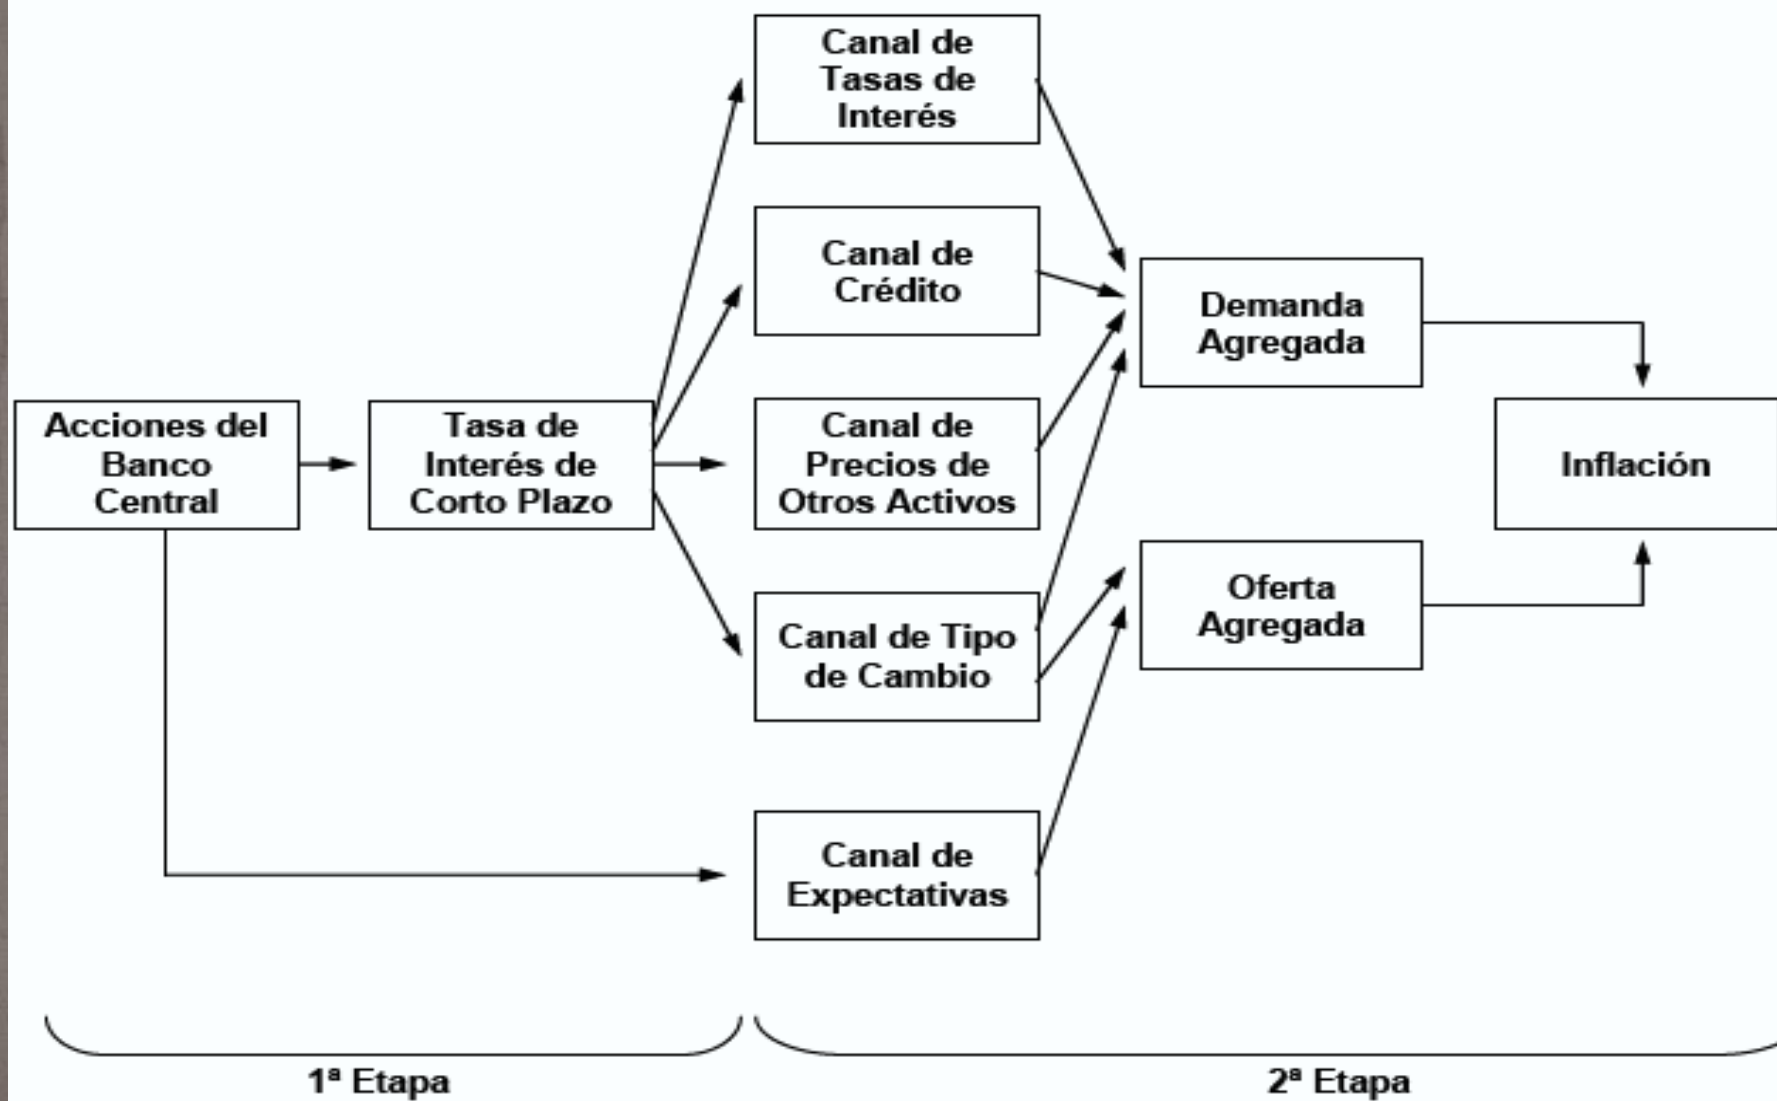 Canal de
Tasas de
Interés
Canal de
Crédito
Demanda
Agregada
Acciones del
Banco
Central
Tasa de
Interés de
Corto Plazo
Canal de
Precios de
Otros Activos
Inflación
Canal de Tipo
de Cambio
Oferta
Agregada
Canal de
Expectativas
1ª Etapa
2ª Etapa